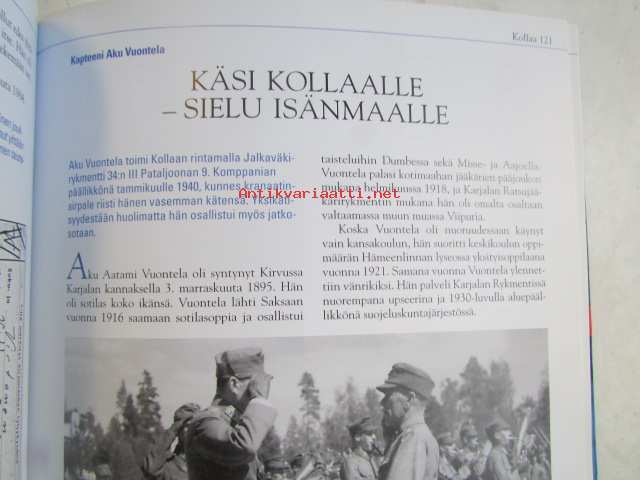 Kollaa 121
Kapteeni Aku Vuontela
KÄSI KOLLAALLE
– SIELU ISÄNMAALLE
Aku Vuontela toimi Kollaan rintamalla Jalkaväki-
rykmentti 34:n III Pataljoonan 9. Komppanian
päällikkönä tammikuulle 1940, kunnes kranaatin-
sirpale riisti hänen vasemman kätensä. Yksikäti-
syydestään huolimatta hän osallistui myös jatko-
sotaan.
Aku Aatami Vuontela oli syntynyt Kirvussa
Karjalan kannaksella 3. marraskuuta 1895. Hän
oli sotilas koko ikänsä. Vuontela lähti Saksaan
vuonna 1916 saamaan sotilasoppia ja osallistui
taisteluihin Dumbessa sekä Misse- ja Aajoella.
Vuontela palasi kotimaahan jääkärien pääjoukon
mukana helmikuussa 1918, ja Karjalan Ratsujää-
kärirykmentin mukana hän oli omalta osaltaan
valtaamassa muun muassa Viipuria.
Koska Vuontela oli nuoruudessaan käynyt
vain kansakoulun, hän suoritti keskikoulun oppi-
määrän Hämeenlinnan lyseossa yksityisoppilaana
vuonna 1921. Samana vuonna Vuontela ylennet-
tiin vänrikiksi. Hän palveli Karjalan Rykmentin
nuorempana upseerina ja 1930-luvulla aluepääl-
likkönä suojeluskuntajärjestössä.
Antikvariaatti.net